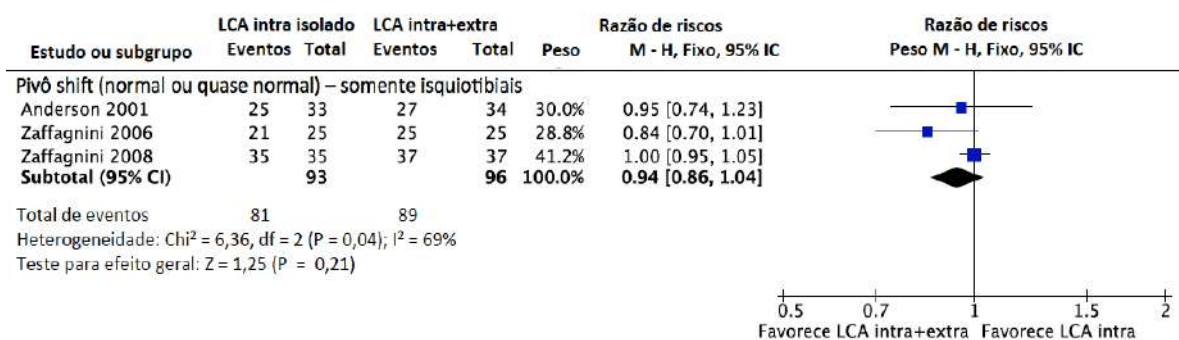 LCA intra isolado LCA intra+extra Razão de riscos Razão de riscos
Estudo ou subgrupo Eventos Total Eventos Total Peso M - H, Fixo, 95% IC Peso M - H, Fixo, 95% IC
Pivô shift (normal ou quase normal) – somente isquiotibiais
Anderson 2001 25 33 27 34 30.0% 0.95 [0.74, 1.23]
Zaffagnini 2006 21 25 25 25 28.8% 0.84 [0.70, 1.01]
Zaffagnini 2008 35 35 37 37 41.2% 1.00 [0.95, 1.05]
Subtotal (95% CI) 93 96 100.0% 0.94 [0.86, 1.04]
Total de eventos 81 89
Heterogeneidade: Chi² = 6,36, df = 2 (P = 0,04); I² = 69%
Teste para efeito geral: Z = 1,25 (P = 0,21)
0.5 0.7 1 1.5 2
Favorece LCA intra+extra Favorece LCA intra